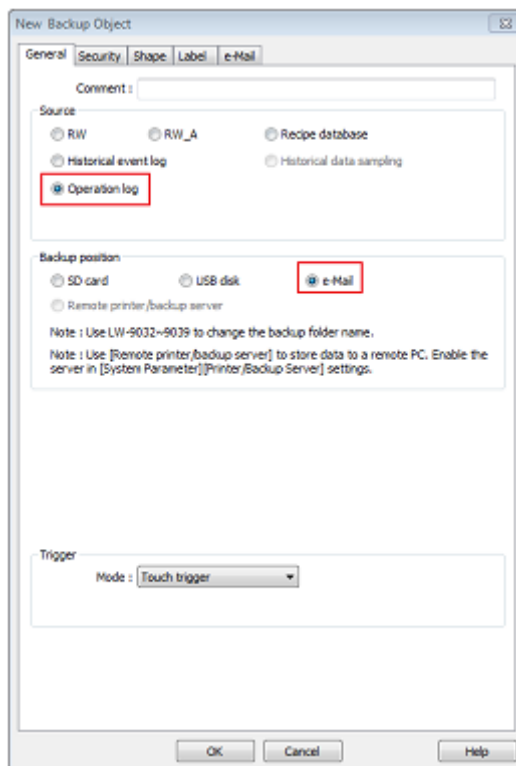 New Backup Object
General Security Shape Label e-Mail
Comment :
Source
RW RW_A Recipe database
Historical event log Historical data sampling
Operation log
Backup position
SD card USB disk e-Mail
Remote printer/backup server
Note : Use LW-9032~9039 to change the backup folder name.
Note : Use [Remote printer/backup server] to store data to a remote PC. Enable the
server in [System Parameter][Printer/Backup Server] settings.
Trigger
Mode : Touch trigger
OK Cancel Help